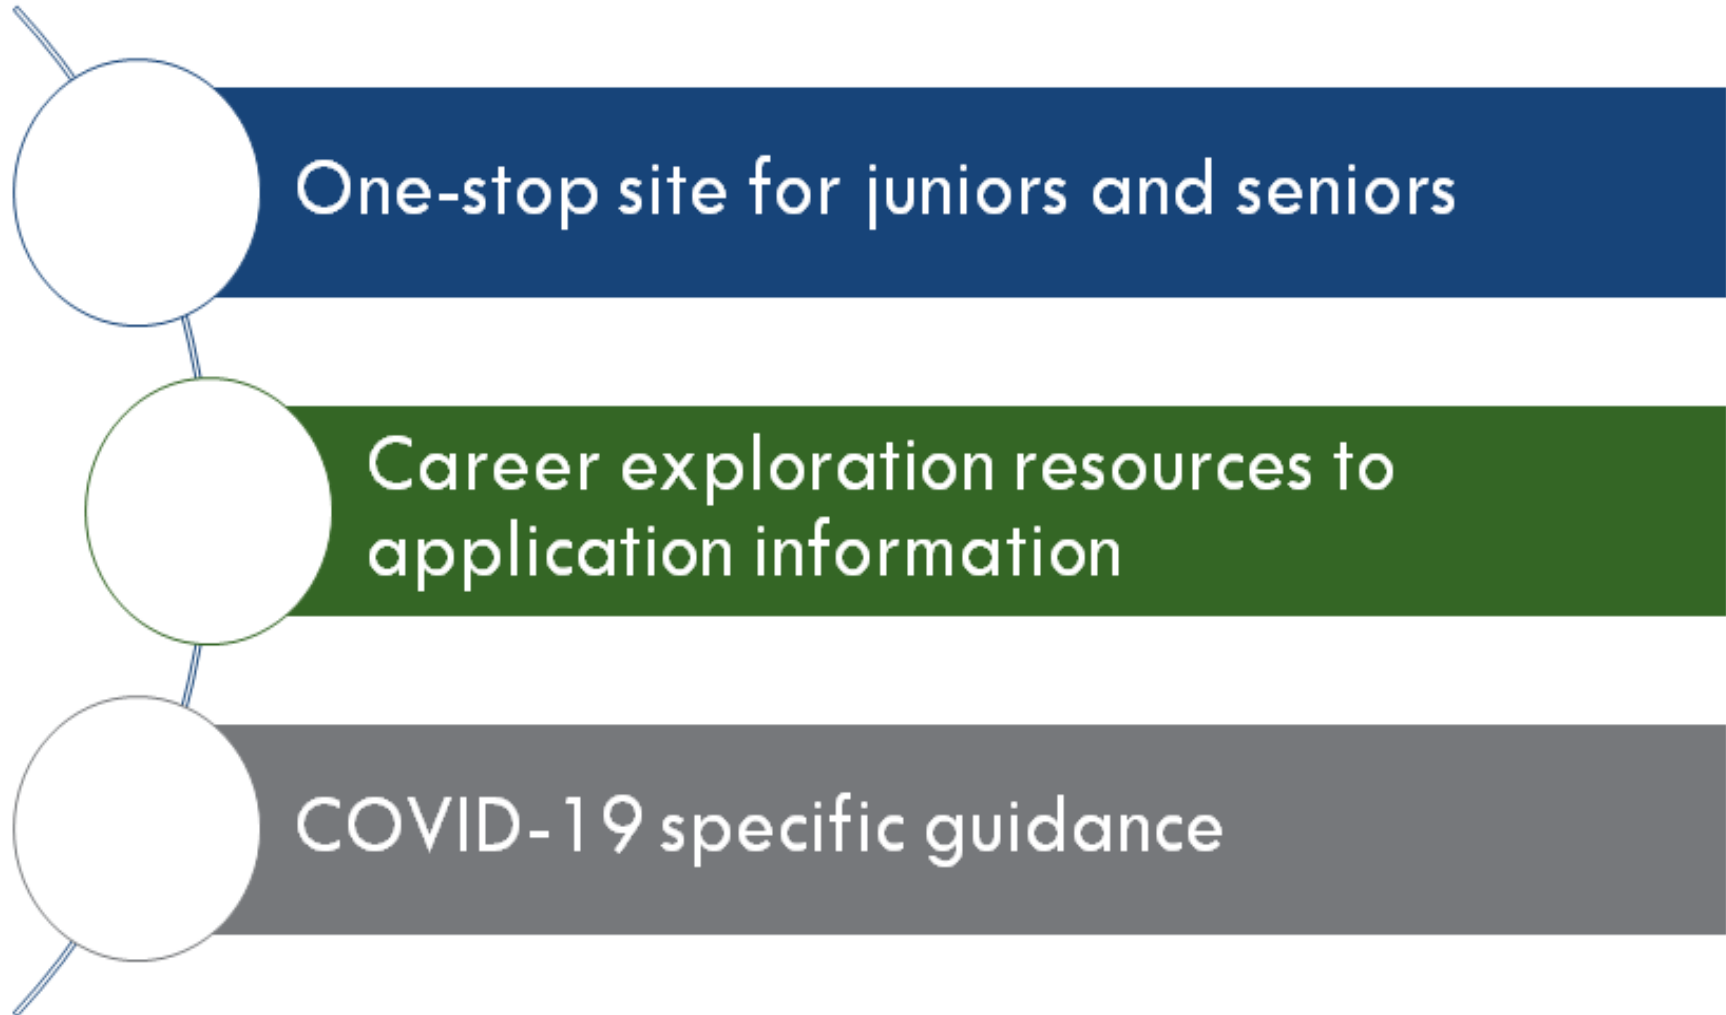 One-stop site for juniors and seniors
Career exploration resources to
application information
COVID-19 specific guidance